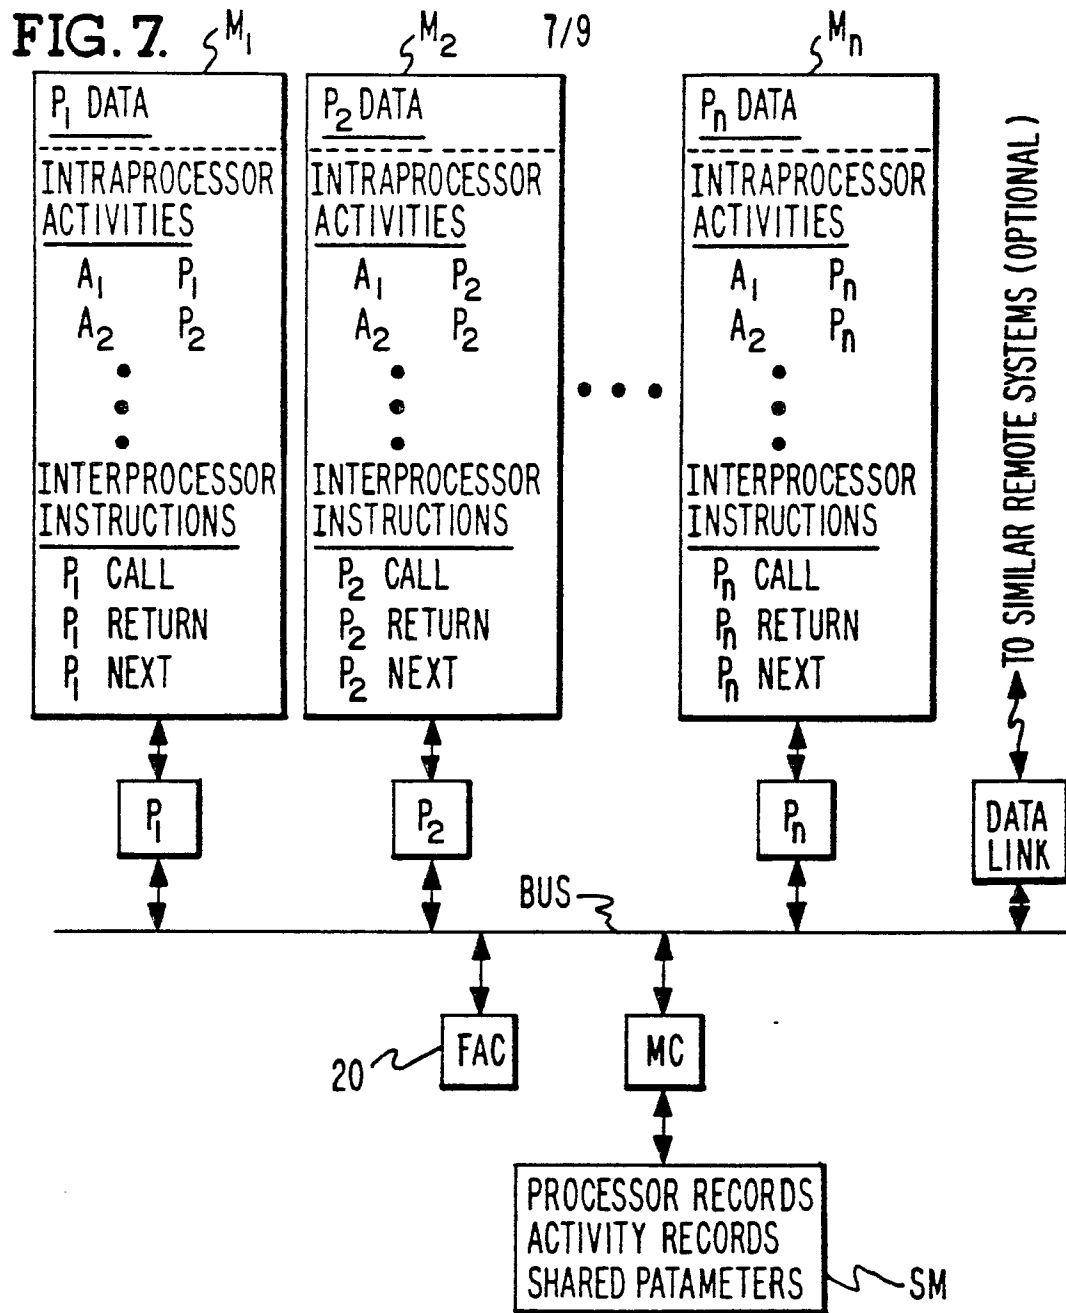 FIG. 7.
7/9
M1
P1 DATA
INTRAPROCESSOR
ACTIVITIES
A1 P1
A2 P2
INTERPROCESSOR
INSTRUCTIONS
P1 CALL
P1 RETURN
P1 NEXT
M2
P2 DATA
INTRAPROCESSOR
ACTIVITIES
A1 P2
A2 P2
INTERPROCESSOR
INSTRUCTIONS
P2 CALL
P2 RETURN
P2 NEXT
Mn
Pn DATA
INTRAPROCESSOR
ACTIVITIES
A1 Pn
A2 Pn
INTERPROCESSOR
INSTRUCTIONS
Pn CALL
Pn RETURN
Pn NEXT
TO SIMILAR REMOTE SYSTEMS (OPTIONAL)
P1
P2
Pn
DATA
LINK
BUS
20
FAC
MC
PROCESSOR RECORDS
ACTIVITY RECORDS
SHARED PATAMETERS
SM